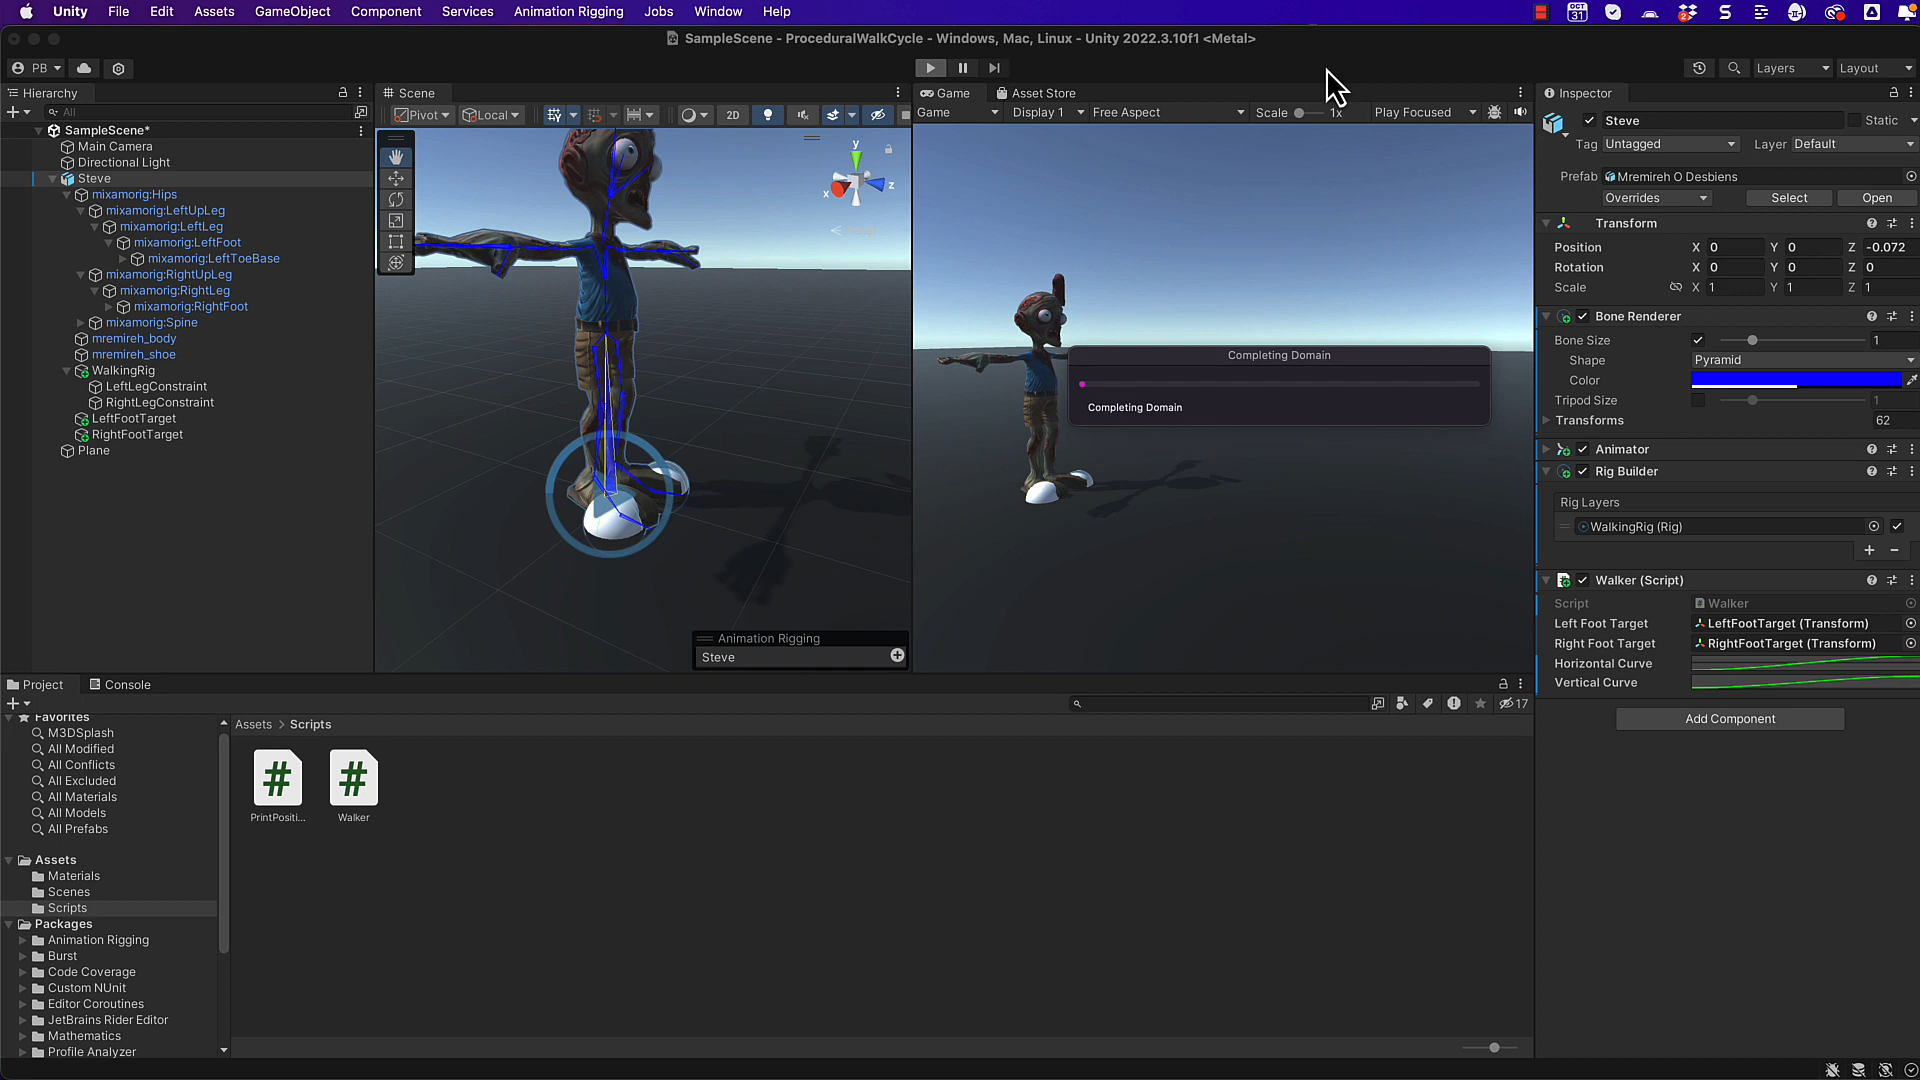 Unity File Edit Assets GameObject Component Services Animation Rigging Jobs Window Help
OCT 31 2
SampleScene - ProceduralWalkCycle - Windows, Mac, Linux - Unity 2022.3.10f1 <Metal>
PB Layers Layout
Hierarchy
All
SampleScene*
Main Camera
Directional Light
Steve
mixamorig:Hips
mixamorig:LeftUpLeg
mixamorig:LeftLeg
mixamorig:LeftFoot
mixamorig:LeftToeBase
mixamorig:RightUpLeg
mixamorig:RightLeg
mixamorig:RightFoot
mixamorig:Spine
mremireh_body
mremireh_shoe
WalkingRig
LeftLegConstraint
RightLegConstraint
LeftFootTarget
RightFootTarget
Plane
Scene
Pivot Local 2D
y
x z
Animation Rigging
Steve
Game Asset Store
Game Display 1 Free Aspect Scale 1x Play Focused
Completing Domain
Completing Domain
Inspector
Steve Static
Tag Untagged Layer Default
Prefab Mremireh O Desbiens
Overrides Select Open
Transform
Position X 0 Y 0 Z -0.072
Rotation X 0 Y 0 Z 0
Scale X 1 Y 1 Z 1
Bone Renderer
Bone Size 1
Shape Pyramid
Color
Tripod Size 1
Transforms 62
Animator
Rig Builder
Rig Layers
WalkingRig (Rig)
Walker (Script)
Script Walker
Left Foot Target LeftFootTarget (Transform)
Right Foot Target RightFootTarget (Transform)
Horizontal Curve
Vertical Curve
Add Component
Project Console
17
Favorites
M3DSplash
All Modified
All Conflicts
All Excluded
All Materials
All Models
All Prefabs
Assets
Materials
Scenes
Scripts
Packages
Animation Rigging
Burst
Code Coverage
Custom NUnit
Editor Coroutines
JetBrains Rider Editor
Mathematics
Profile Analyzer
Assets > Scripts
# #
PrintPositi... Walker